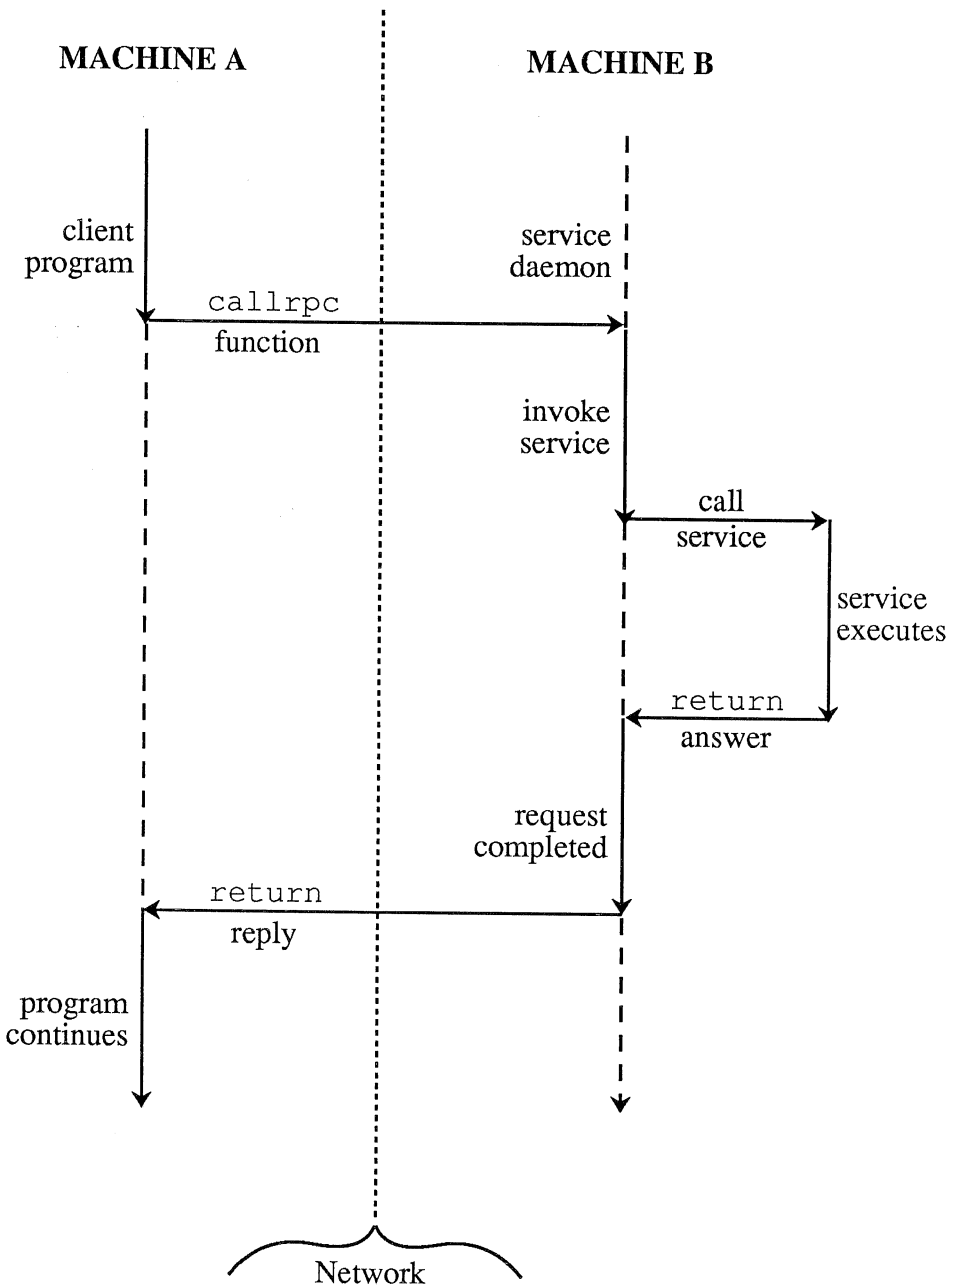 MACHINE A
MACHINE B
client
program
service
daemon
callrpc
function
invoke
service
call
service
service
executes
return
answer
request
completed
return
reply
program
continues
Network